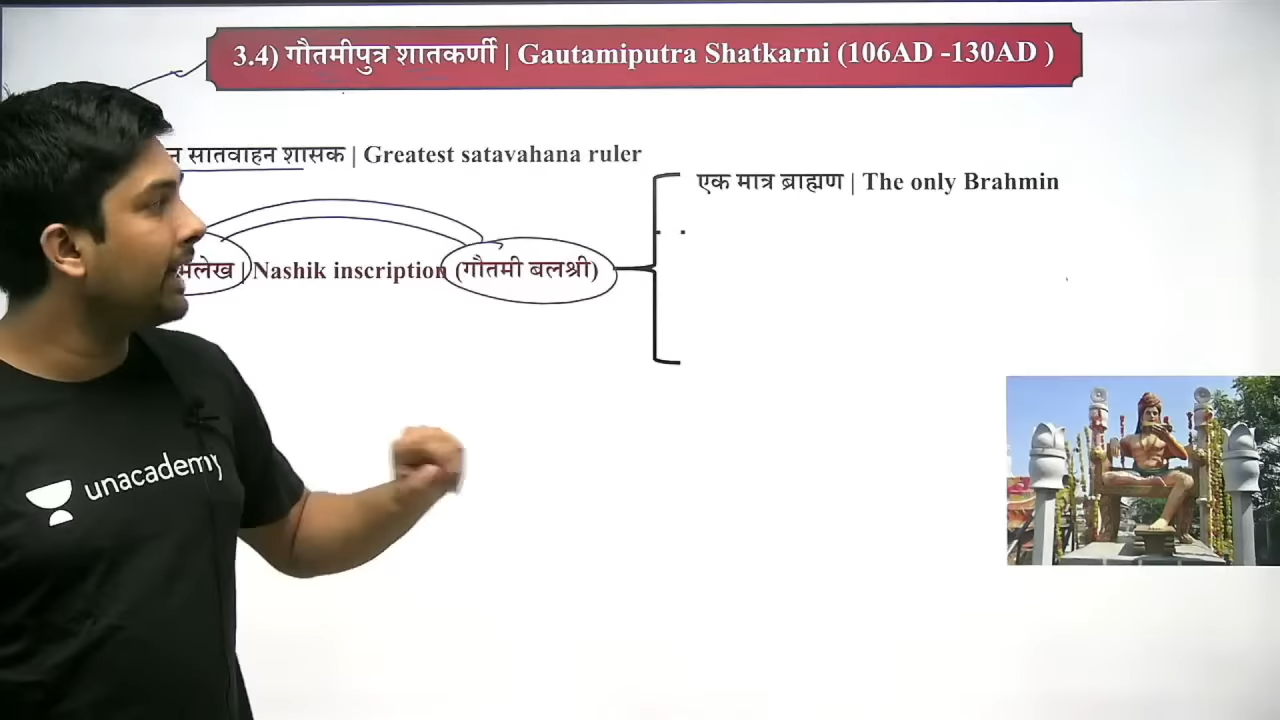 3.4) गौतमीपुत्र शातकर्णी | Gautamiputra Shatkarni (106AD -130AD )
सातवाहन शासक | Greatest satavahana ruler
एक मात्र ब्राह्मण | The only Brahmin
| Nashik inscription (गौतमी बलश्री)
unacademy